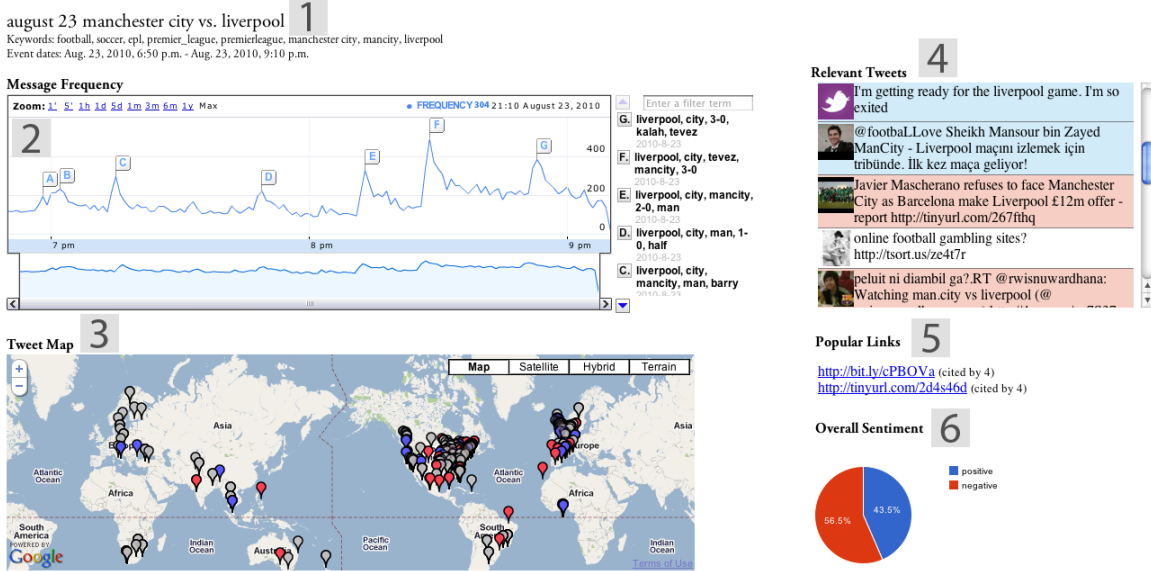 august 23 manchester city vs. liverpool
1
Keywords: football, soccer, epl, premier_league, premierleague, manchester city, mancity, liverpool
Event dates: Aug. 23, 2010, 6:50 p.m. - Aug. 23, 2010, 9:10 p.m.
Message Frequency
Zoom: 1' 5' 1h 1d 5d 1m 3m 6m 1y Max
FREQUENCY 304 21:10 August 23, 2010
2
A
B
C
D
E
F
G
400
200
0
7 pm
8 pm
9 pm
Enter a filter term
G. liverpool, city, 3-0,
kalah, tevez
2010-8-23
F. liverpool, city, tevez,
mancity, 3-0
2010-8-23
E. liverpool, city, mancity,
2-0, man
2010-8-23
D. liverpool, city, man, 1-
0, half
2010-8-23
C. liverpool, city,
mancity, man, barry
2010-8-23
Tweet Map
3
+
−
Map
Satellite
Hybrid
Terrain
Asia
Atlantic
Ocean
Africa
South
America
Indian
Ocean
Pacific
Ocean
Atlantic
Ocean
Africa
Indian
Ocean
Asia
POWERED BY
Google
Terms of Use
Relevant Tweets
4
I'm getting ready for the liverpool game. I'm so
exited
@footbaLLove Sheikh Mansour bin Zayed
ManCity - Liverpool maçını izlemek için
tribünde. İlk kez maça geliyor!
Javier Mascherano refuses to face Manchester
City as Barcelona make Liverpool £12m offer -
report http://tinyurl.com/267fthq
online football gambling sites?
http://tsort.us/ze4t7r
peluit ni diambil ga?.RT @rwisnuwardhana:
Watching man.city vs liverpool (@
Popular Links
5
http://bit.ly/cPBOVa (cited by 4)
http://tinyurl.com/2d4s46d (cited by 4)
Overall Sentiment
6
positive
negative
43.5%
56.5%